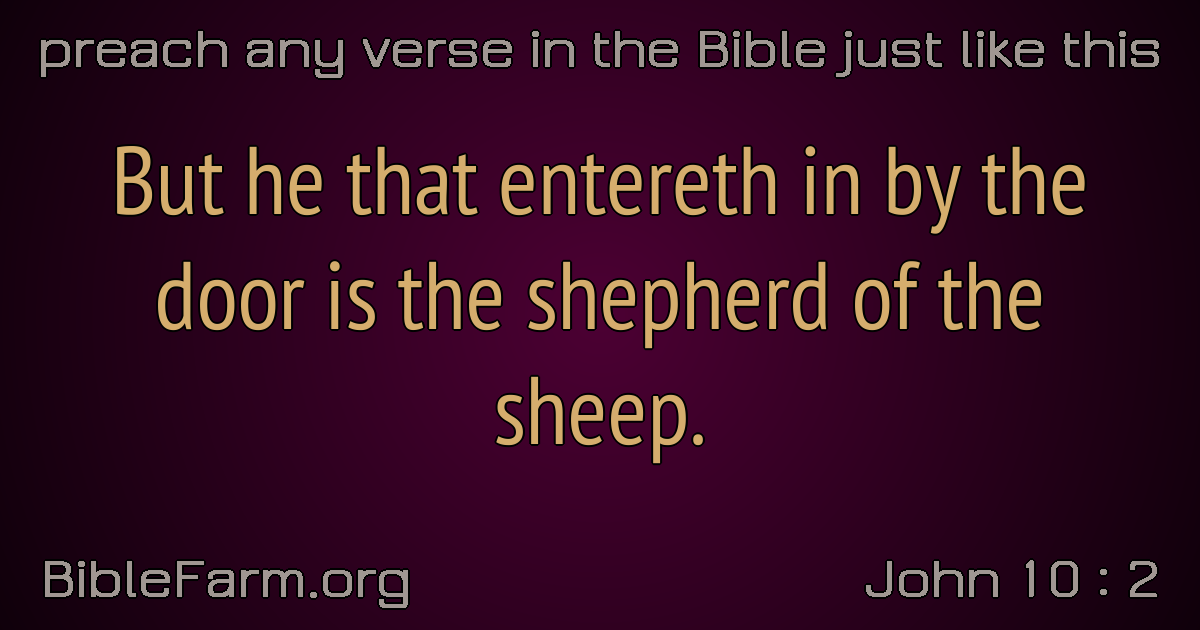 preach any verse in the Bible just like this
But he that entereth in by the
door is the shepherd of the
sheep.
BibleFarm.org
John 10 : 2